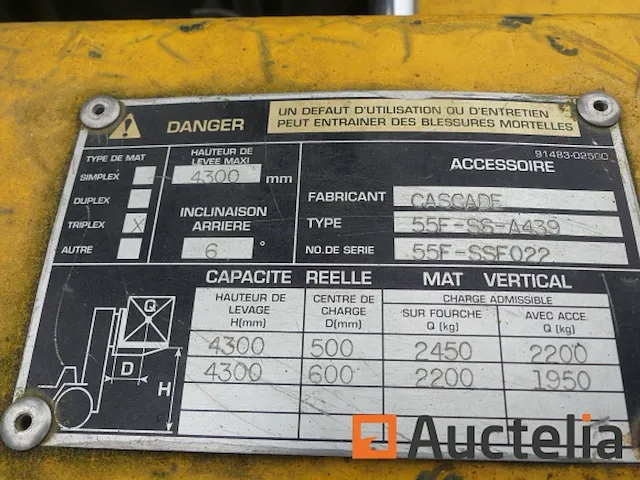 DANGER
UN DEFAUT D'UTILISATION OU D'ENTRETIEN
PEUT ENTRAINER DES BLESSURES MORTELLES
TYPE DE MAT
SIMPLEX
DUPLEX
TRIPLEX X
AUTRE
HAUTEUR DE
LEVEE MAXI
4300 mm
INCLINAISON
ARRIERE
6 °
91483-02500
ACCESSOIRE
FABRICANT CASCADE
TYPE 55F-SS-A439
NO.DE SERIE 55F-SSF022
CAPACITE REELLE MAT VERTICAL
HAUTEUR DE
LEVAGE
H(mm)
CENTRE DE
CHARGE
D(mm)
CHARGE ADMISSIBLE
SUR FOURCHE
Q (kg)
AVEC ACCE.
Q (kg)
4300 500 2450 2200
4300 600 2200 1950
Q
D
H
Auctelia